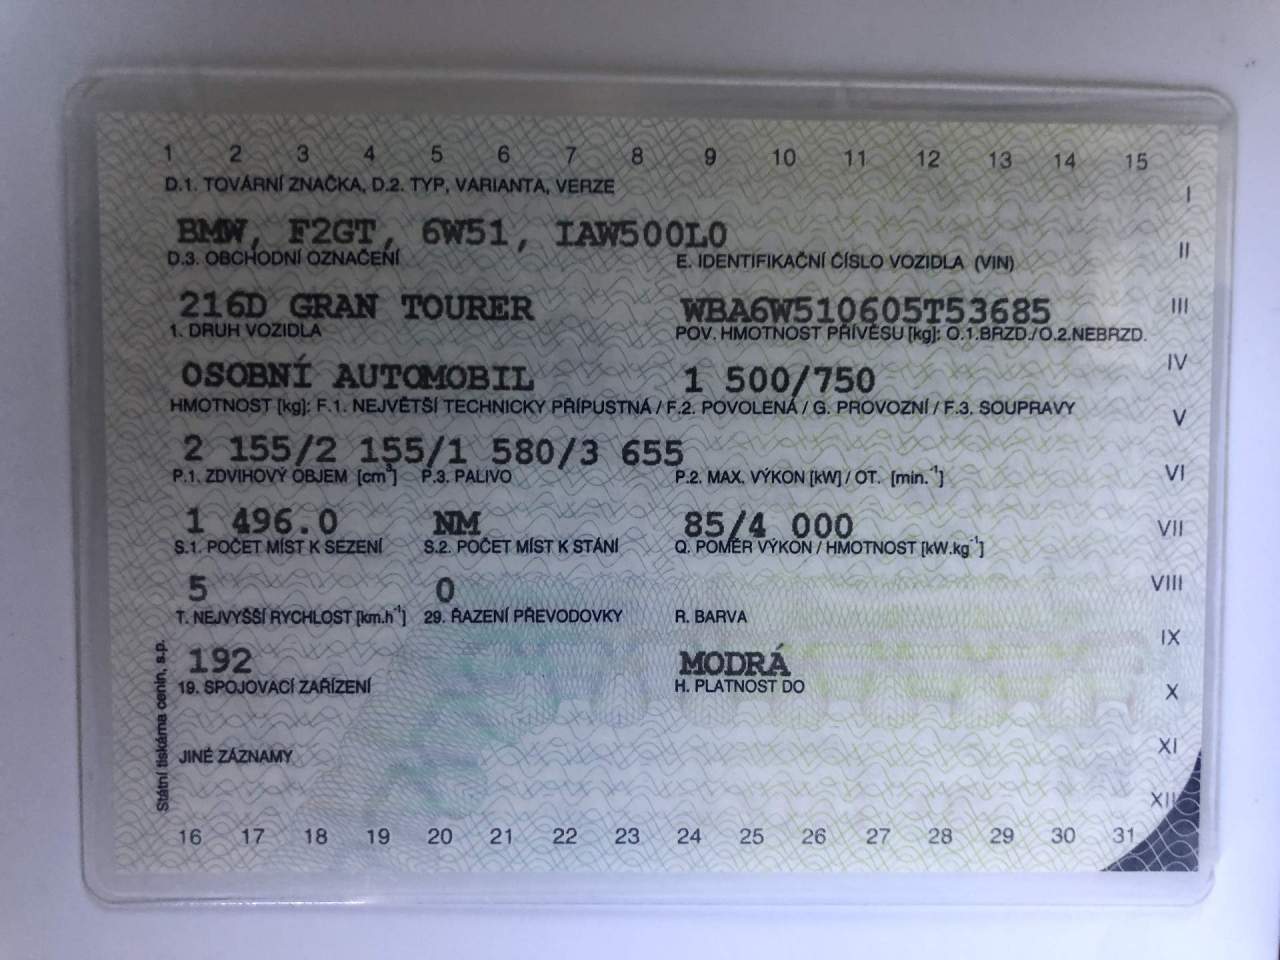 1 2 3 4 5 6 7 8 9 10 11 12 13 14 15
D.1. TOVÁRNÍ ZNAČKA, D.2. TYP, VARIANTA, VERZE
I
BMW, F2GT, 6W51, IAW500L0
II
D.3. OBCHODNÍ OZNAČENÍ E. IDENTIFIKAČNÍ ČÍSLO VOZIDLA (VIN)
216D GRAN TOURER WBA6W510605T53685
III
1. DRUH VOZIDLA POV. HMOTNOST PŘÍVĚSU [kg]: O.1.BRZD./O.2.NEBRZD.
IV
OSOBNÍ AUTOMOBIL 1 500/750
HMOTNOST [kg]: F.1. NEJVĚTŠÍ TECHNICKY PŘÍPUSTNÁ / F.2. POVOLENÁ / G. PROVOZNÍ / F.3. SOUPRAVY
V
2 155/2 155/1 580/3 655
VI
P.1. ZDVIHOVÝ OBJEM [cm³] P.3. PALIVO P.2. MAX. VÝKON [kW] / OT. [min.⁻¹]
1 496.0 NM 85/4 000
VII
S.1. POČET MÍST K SEZENÍ S.2. POČET MÍST K STÁNÍ Q. POMĚR VÝKON / HMOTNOST [kW.kg⁻¹]
5 0
VIII
T. NEJVYŠŠÍ RYCHLOST [km.h⁻¹] 29. ŘAZENÍ PŘEVODOVKY R. BARVA
IX
192 MODRÁ
19. SPOJOVACÍ ZAŘÍZENÍ H. PLATNOST DO
X
XI
JINÉ ZÁZNAMY
XII
Státní tiskárna cenin, s.p.
16 17 18 19 20 21 22 23 24 25 26 27 28 29 30 31